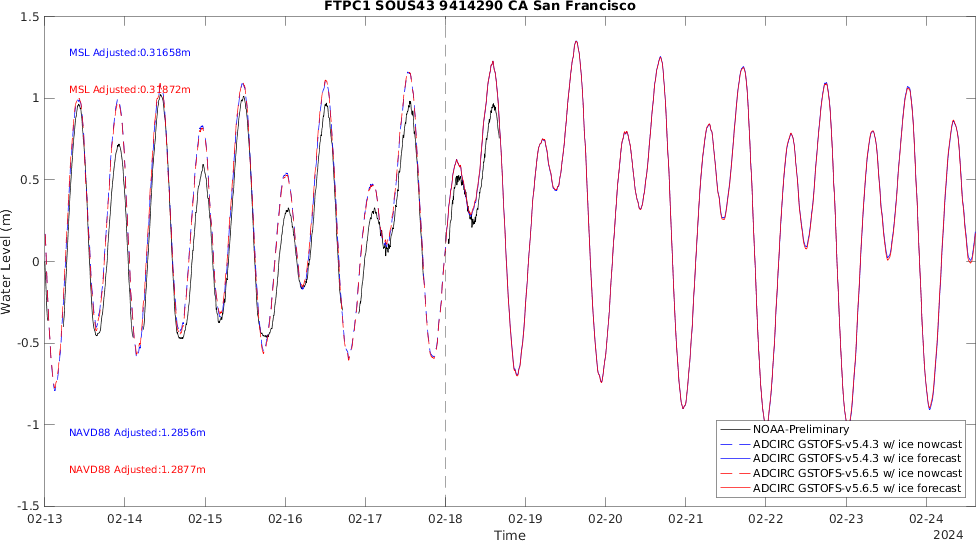 FTPC1 SOUS43 9414290 CA San Francisco
1.5
MSL Adjusted:0.31658m
MSL Adjusted:0.31872m
1
0.5
0
-0.5
-1
-1.5
Water Level (m)
NAVD88 Adjusted:1.2856m
NAVD88 Adjusted:1.2877m
NOAA-Preliminary
ADCIRC GSTOFS-v5.4.3 w/ ice nowcast
ADCIRC GSTOFS-v5.4.3 w/ ice forecast
ADCIRC GSTOFS-v5.6.5 w/ ice nowcast
ADCIRC GSTOFS-v5.6.5 w/ ice forecast
02-13 02-14 02-15 02-16 02-17 02-18 02-19 02-20 02-21 02-22 02-23 02-24
Time
2024